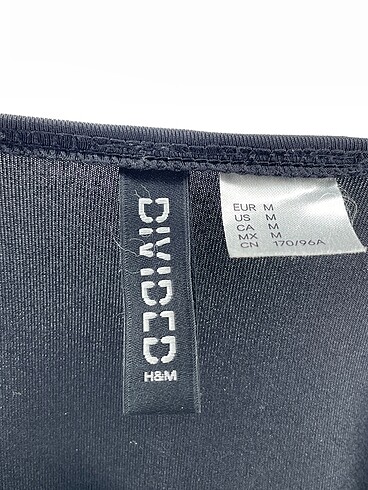 DIVIDED
H&M
EUR M
US M
CA M
MX M
CN 170/96A